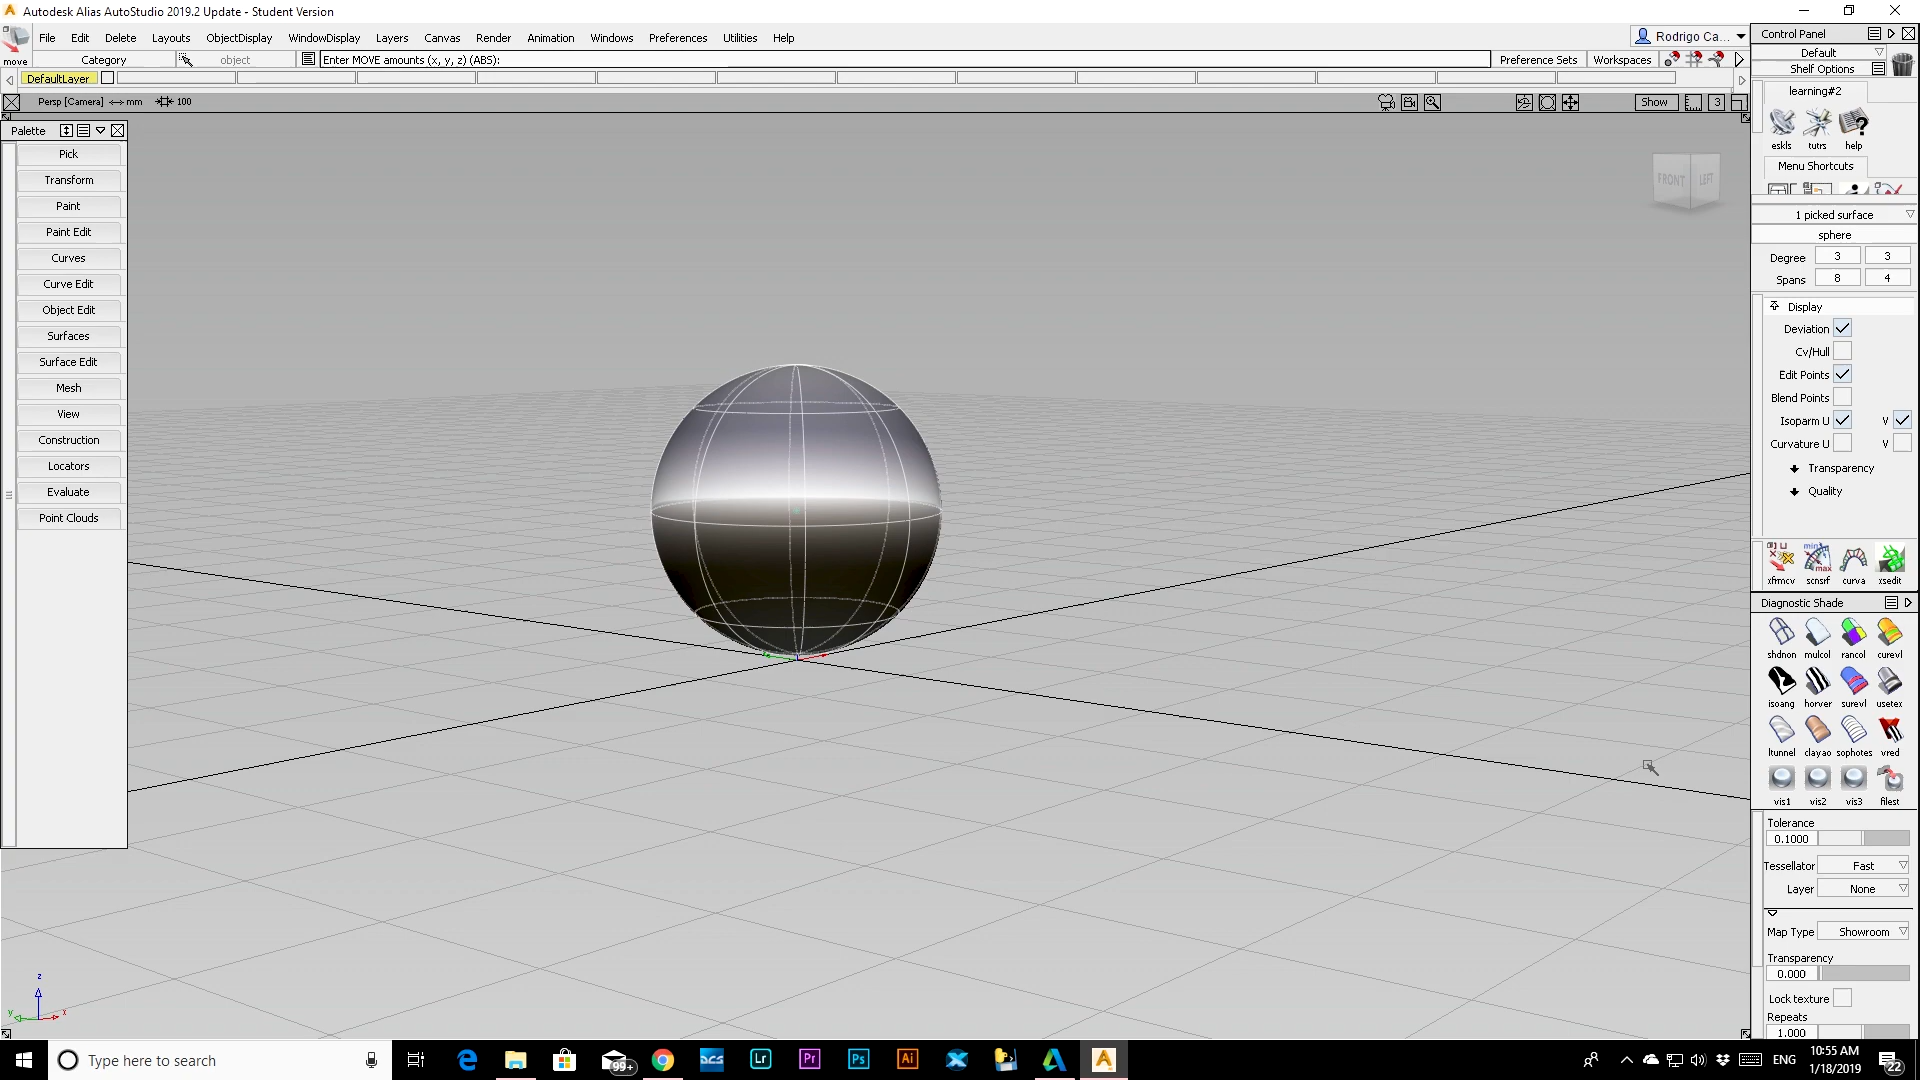 Autodesk Alias AutoStudio 2019.2 Update - Student Version
File Edit Delete Layouts ObjectDisplay WindowDisplay Layers Canvas Render Animation Windows Preferences Utilities Help
Rodrigo Ca...
move
Category
object
Enter MOVE amounts (x, y, z) (ABS):
Preference Sets
Workspaces
DefaultLayer
Persp [Camera] mm 100
Show
3
Palette
Pick
Transform
Paint
Paint Edit
Curves
Curve Edit
Object Edit
Surfaces
Surface Edit
Mesh
View
Construction
Locators
Evaluate
Point Clouds
FRONT LEFT
z
y x
Control Panel
Default
Shelf Options
learning#2
eskls tutrs help
Menu Shortcuts
1 picked surface
sphere
Degree 3 3
Spans 8 4
Display
Deviation
Cv/Hull
Edit Points
Blend Points
Isoparm U V
Curvature U V
Transparency
Quality
xfrmcv scnsrf curva xsedit
Diagnostic Shade
shdnon mulcol rancol curevl
isoang horver surevl usetex
ltunnel clayao sophotes vred
vis1 vis2 vis3 filest
Tolerance
0.1000
Tessellator Fast
Layer None
Map Type Showroom
Transparency
0.000
Lock texture
Repeats
1.000
Type here to search
99+
DCS
Lr
Pr
Ps
Ai
ENG
10:55 AM
1/18/2019
22